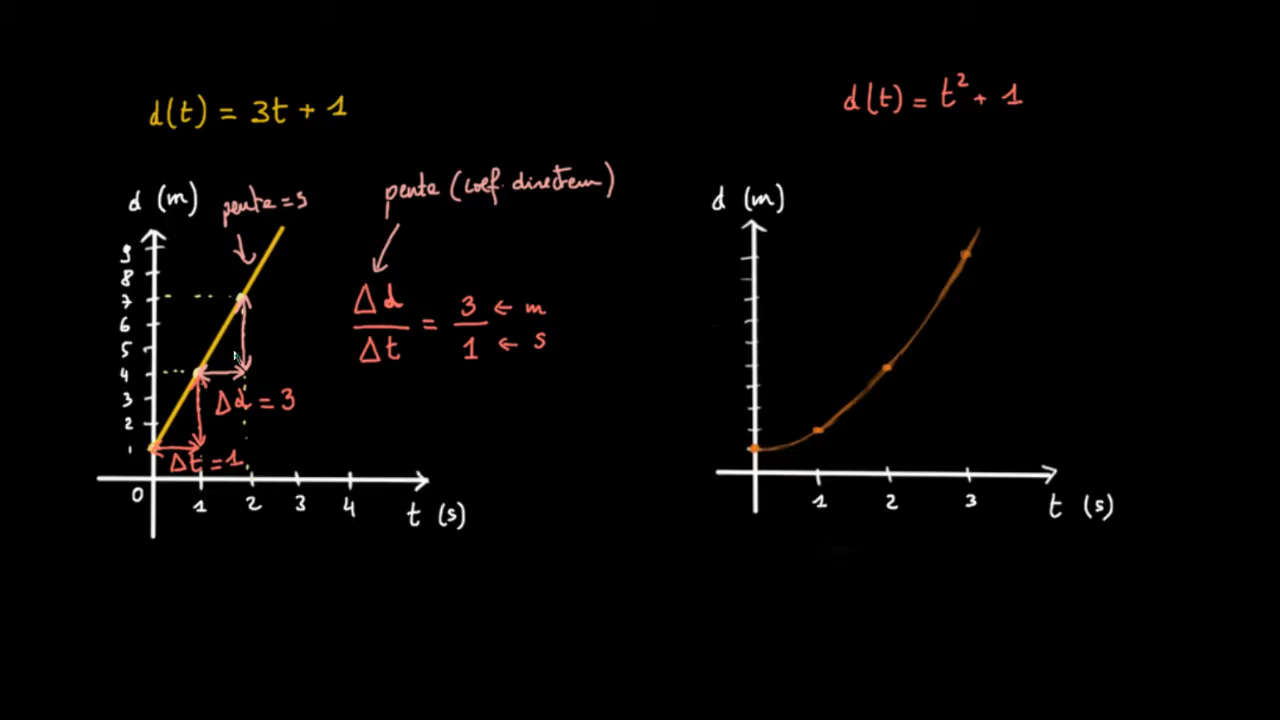 d(t) = 3t + 1
d (m)
pente = 3
pente (coef. directeur)
Δd/Δt = 3/1 ← m ← s
9
8
7
6
5
4
3
2
1
Δd = 3
Δt = 1
0 1 2 3 4
t (s)
d(t) = t² + 1
d (m)
1 2 3
t (s)